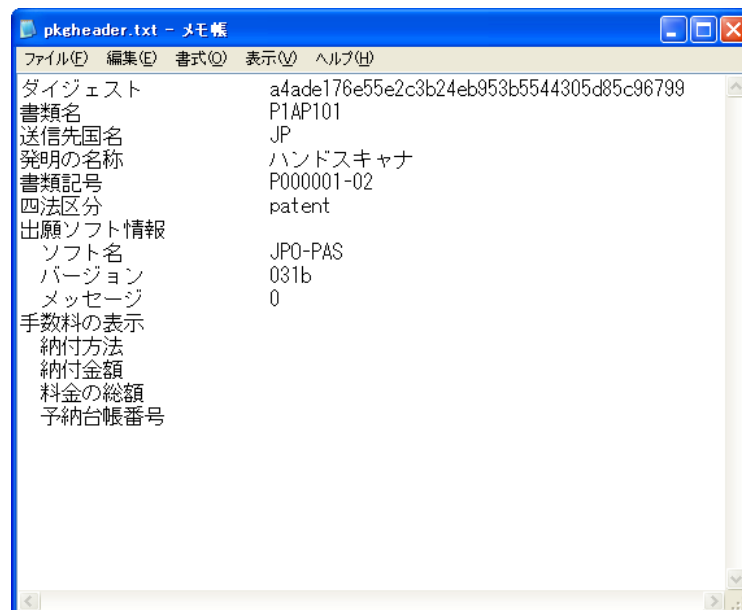 pkgheader.txt - メモ帳
ファイル(F) 編集(E) 書式(O) 表示(V) ヘルプ(H)
ダイジェスト a4ade176e55e2c3b24eb953b5544305d85c96799
書類名 P1AP101
送信先国名 JP
発明の名称 ハンドスキャナ
書類記号 P000001-02
四法区分 patent
出願ソフト情報
ソフト名 JPO-PAS
バージョン 031b
メッセージ 0
手数料の表示
納付方法
納付金額
料金の総額
予納台帳番号